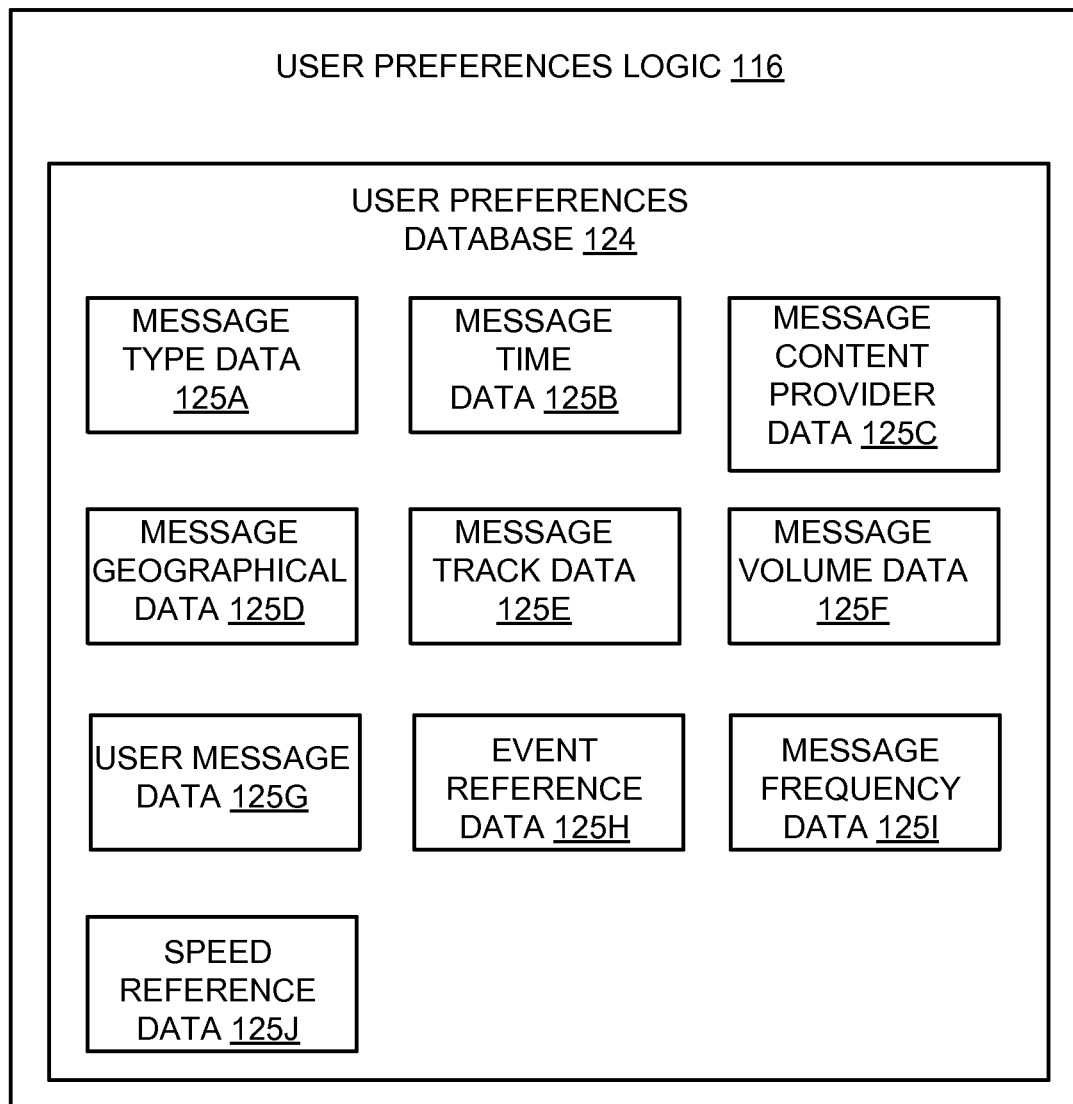 USER PREFERENCES LOGIC 116
USER PREFERENCES
DATABASE 124
MESSAGE
TYPE DATA
125A
MESSAGE
TIME
DATA 125B
MESSAGE
CONTENT
PROVIDER
DATA 125C
MESSAGE
GEOGRAPHICAL
DATA 125D
MESSAGE
TRACK DATA
125E
MESSAGE
VOLUME DATA
125F
USER MESSAGE
DATA 125G
EVENT
REFERENCE
DATA 125H
MESSAGE
FREQUENCY
DATA 125I
SPEED
REFERENCE
DATA 125J